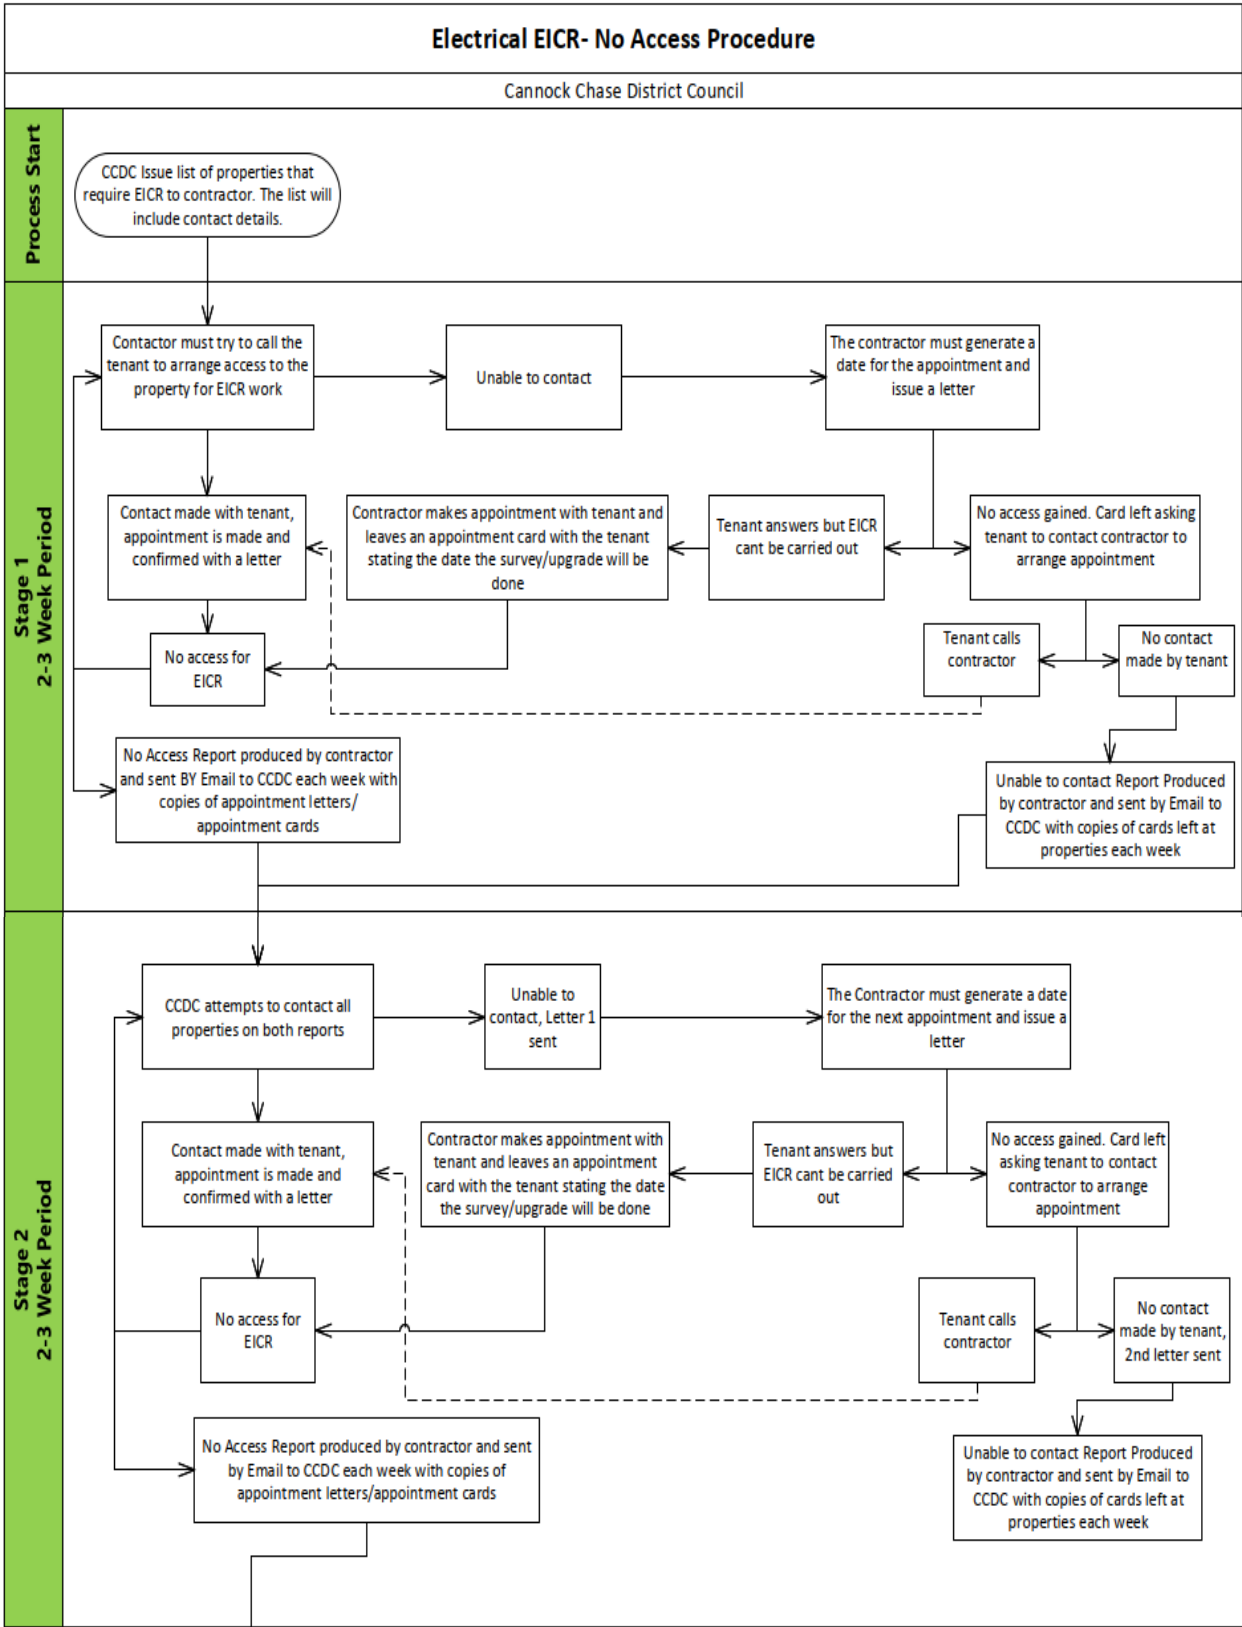 Electrical EICR- No Access Procedure
Cannock Chase District Council
Process Start
CCDC Issue list of properties that
require EICR to contractor. The list will
include contact details.
Stage 1
2-3 Week Period
Contactor must try to call the
tenant to arrange access to the
property for EICR work
Unable to contact
The contractor must generate a
date for the appointment and
issue a letter
Contact made with tenant,
appointment is made and
confirmed with a letter
Contractor makes appointment with tenant and
leaves an appointment card with the tenant
stating the date the survey/upgrade will be
done
Tenant answers but EICR
cant be carried out
No access gained. Card left asking
tenant to contact contractor to
arrange appointment
No access for
EICR
Tenant calls
contractor
No contact
made by tenant
No Access Report produced by contractor
and sent BY Email to CCDC each week with
copies of appointment letters/
appointment cards
Unable to contact Report Produced
by contractor and sent by Email to
CCDC with copies of cards left at
properties each week
Stage 2
2-3 Week Period
CCDC attempts to contact all
properties on both reports
Unable to
contact, Letter 1
sent
The Contractor must generate a date
for the next appointment and issue a
letter
Contact made with tenant,
appointment is made and
confirmed with a letter
Contractor makes appointment with
tenant and leaves an appointment
card with the tenant stating the date
the survey/upgrade will be done
Tenant answers but
EICR cant be carried
out
No access gained. Card left
asking tenant to contact
contractor to arrange
appointment
No access for
EICR
Tenant calls
contractor
No contact
made by tenant,
2nd letter sent
No Access Report produced by contractor and sent
by Email to CCDC each week with copies of
appointment letters/appointment cards
Unable to contact Report Produced
by contractor and sent by Email to
CCDC with copies of cards left at
properties each week